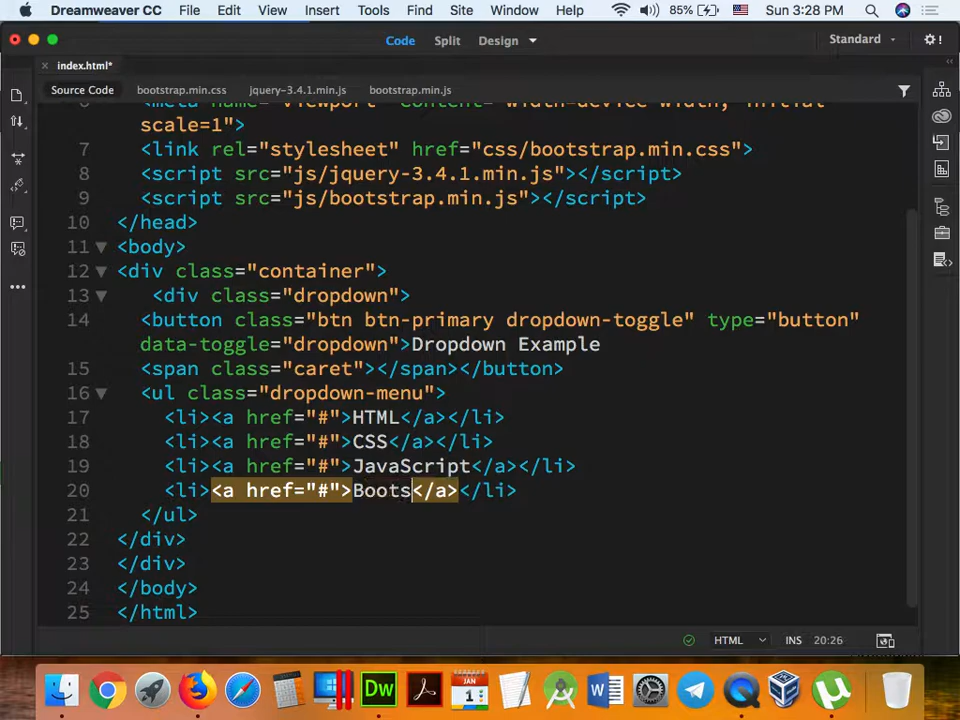 Dreamweaver CC File Edit View Insert Tools Find Site Window Help 85% Sun 3:28 PM
Code Split Design Standard
index.html*
Source Code bootstrap.min.css jquery-3.4.1.min.js bootstrap.min.js
scale=1">
7 <link rel="stylesheet" href="css/bootstrap.min.css">
8 <script src="js/jquery-3.4.1.min.js"></script>
9 <script src="js/bootstrap.min.js"></script>
10 </head>
11 <body>
12 <div class="container">
13 <div class="dropdown">
14 <button class="btn btn-primary dropdown-toggle" type="button"
data-toggle="dropdown">Dropdown Example
15 <span class="caret"></span></button>
16 <ul class="dropdown-menu">
17 <li><a href="#">HTML</a></li>
18 <li><a href="#">CSS</a></li>
19 <li><a href="#">JavaScript</a></li>
20 <li><a href="#">Boots</a></li>
21 </ul>
22 </div>
23 </div>
24 </body>
25 </html>
HTML INS 20:26
Dw JAN 1 W